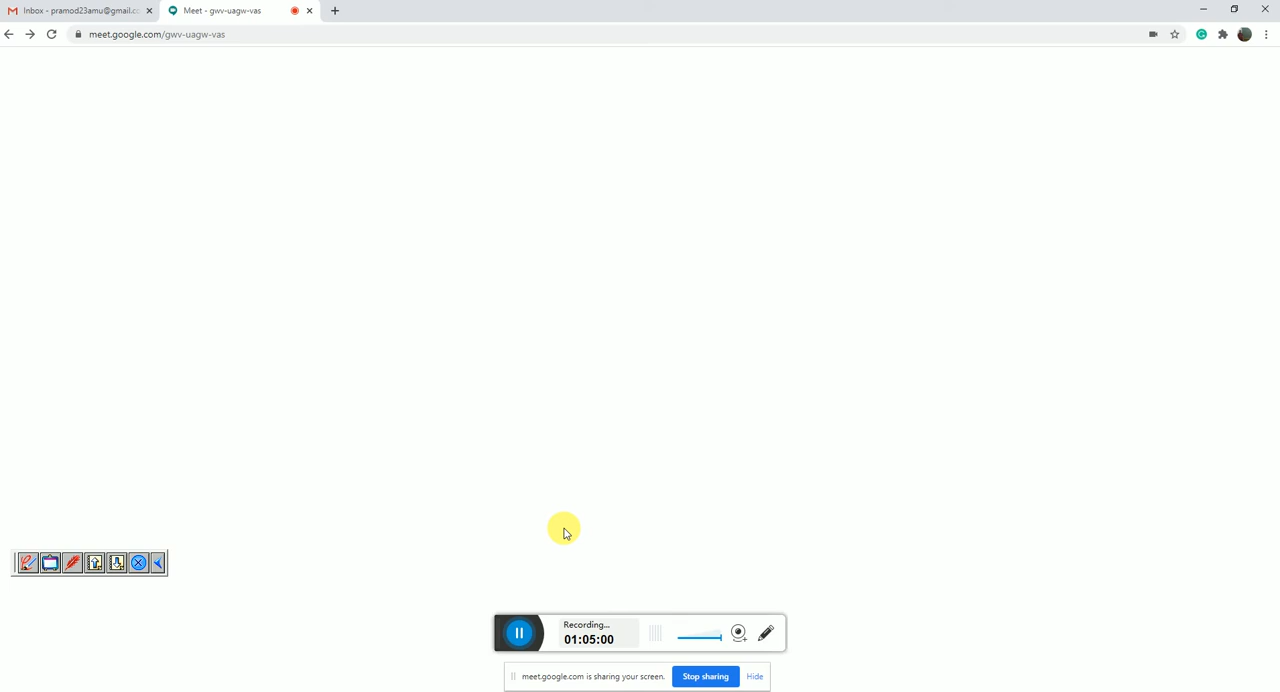 Inbox - pramod23amu@gmail.cc
Meet - gwv-uagw-vas
meet.google.com/gwv-uagw-vas
Recording...
01:05:00
meet.google.com is sharing your screen.
Stop sharing
Hide